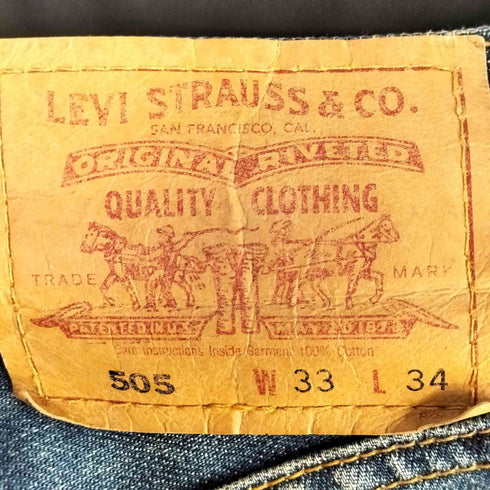 LEVI STRAUSS & CO.
SAN FRANCISCO, CAL.
ORIGINAL RIVETED
QUALITY CLOTHING
TRADE MARK
PATENTED IN U.S. MAY 20 1873
Care Instructions Inside Garment 100% Cotton
505 W 33 L 34